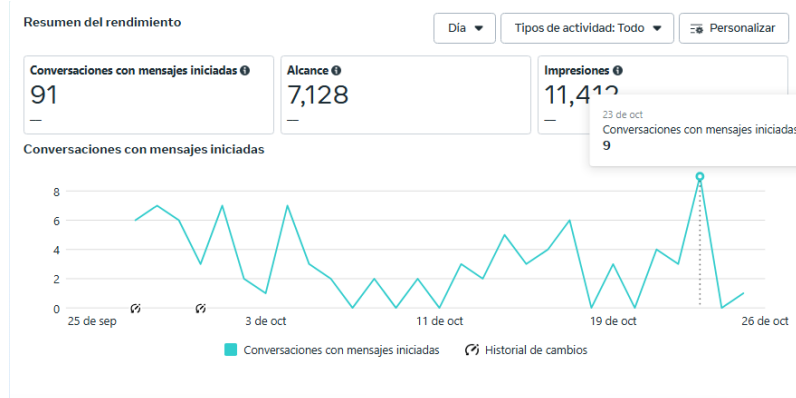 Resumen del rendimiento
Día
Tipos de actividad: Todo
Personalizar
Conversaciones con mensajes iniciadas
91
—
Alcance
7,128
—
Impresiones
11,412
—
23 de oct
Conversaciones con mensajes iniciadas
9
Conversaciones con mensajes iniciadas
8
6
4
2
0
25 de sep
3 de oct
11 de oct
19 de oct
26 de oct
Conversaciones con mensajes iniciadas
Historial de cambios